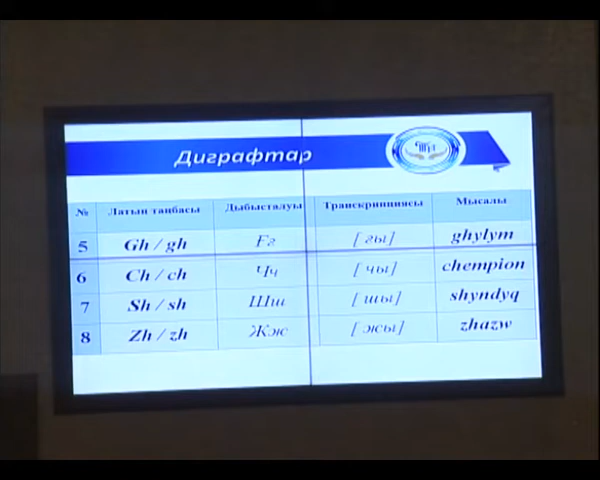 Диграфтар
№ Латын таңбасы Дыбысталуы Транскрипциясы Мысалы
5 Gh / gh Ғғ [ гы] ghylym
6 Ch / ch Чч [ чы] chempion
7 Sh / sh Шш [ шы] shyndyq
8 Zh / zh Жж [ жы] zhazw